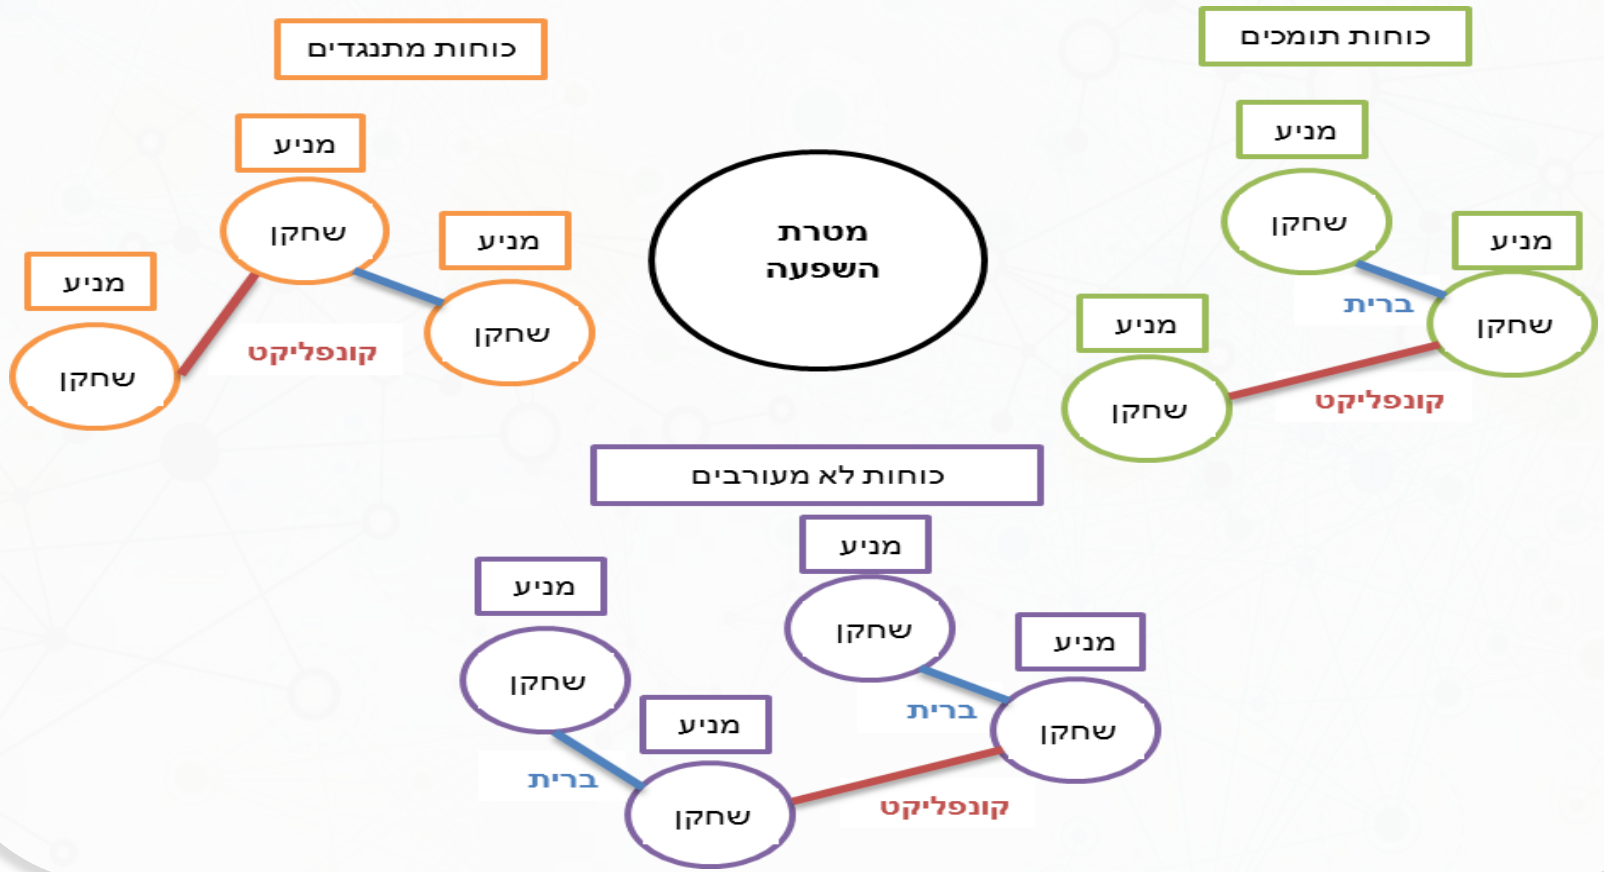 כוחות תומכים
כוחות מתנגדים
מניע
שחקן
מניע
שחקן
ברית
מניע
שחקן
קונפליקט
מטרת
השפעה
מניע
שחקן
מניע
שחקן
מניע
שחקן
קונפליקט
כוחות לא מעורבים
מניע
שחקן
מניע
שחקן
ברית
מניע
שחקן
מניע
שחקן
ברית
קונפליקט